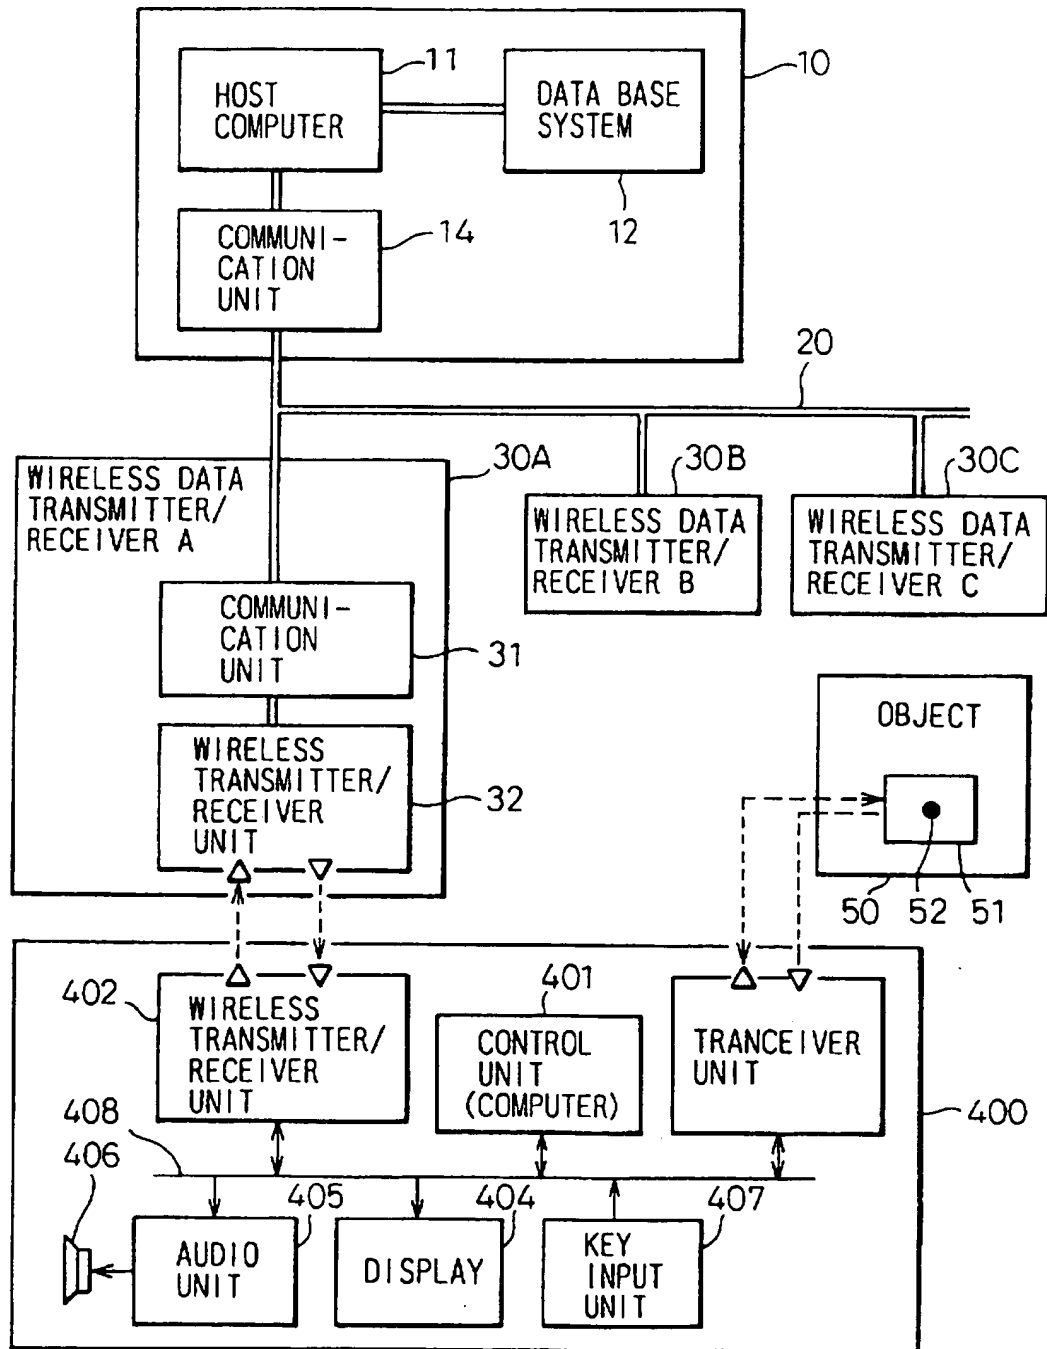 11
10
HOST
COMPUTER
DATA BASE
SYSTEM
12
14
COMMUNI-
CATION
UNIT
20
30A
30B
30C
WIRELESS DATA
TRANSMITTER/
RECEIVER A
WIRELESS DATA
TRANSMITTER/
RECEIVER B
WIRELESS DATA
TRANSMITTER/
RECEIVER C
COMMUNI-
CATION
UNIT
31
WIRELESS
TRANSMITTER/
RECEIVER
UNIT
32
OBJECT
50
52
51
402
WIRELESS
TRANSMITTER/
RECEIVER
UNIT
401
CONTROL
UNIT
(COMPUTER)
TRANCEIVER
UNIT
400
408
406
405
404
407
AUDIO
UNIT
DISPLAY
KEY
INPUT
UNIT